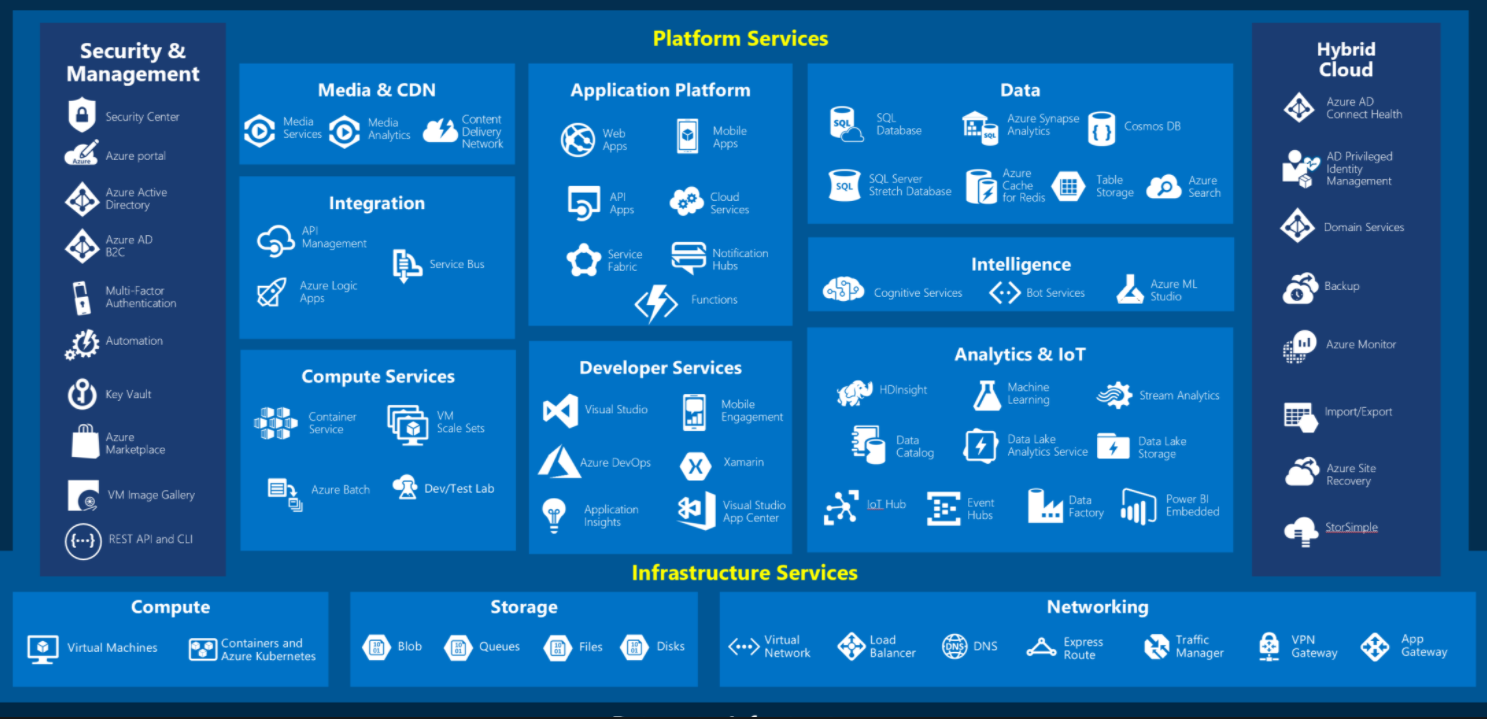 Platform Services
Security &
Management
Security Center
Azure portal
Azure Active
Directory
Azure AD
B2C
Multi-Factor
Authentication
Automation
Key Vault
Azure
Marketplace
VM Image Gallery
REST API and CLI
Media & CDN
Media
Services
Media
Analytics
Content
Delivery
Network
Integration
API
Management
Service Bus
Azure Logic
Apps
Compute Services
Container
Service
VM
Scale Sets
Azure Batch
Dev/Test Lab
Application Platform
Web
Apps
Mobile
Apps
API
Apps
Cloud
Services
Service
Fabric
Notification
Hubs
Functions
Developer Services
Visual Studio
Mobile
Engagement
Azure DevOps
Xamarin
Application
Insights
Visual Studio
App Center
Data
SQL
SQL
Database
SQL
Azure Synapse
Analytics
Cosmos DB
SQL
SQL Server
Stretch Database
Azure
Cache
for Redis
Table
Storage
Azure
Search
Intelligence
Cognitive Services
Bot Services
Azure ML
Studio
Analytics & IoT
HDInsight
Machine
Learning
Stream Analytics
Data
Catalog
Data Lake
Analytics Service
Data Lake
Storage
IoT Hub
Event
Hubs
Data
Factory
Power BI
Embedded
Hybrid
Cloud
Azure AD
Connect Health
AD Privileged
Identity
Management
Domain Services
Backup
Azure Monitor
Import/Export
Azure Site
Recovery
StorSimple
Infrastructure Services
Compute
Virtual Machines
Containers and
Azure Kubernetes
Storage
Blob
Queues
Files
Disks
Networking
Virtual
Network
Load
Balancer
DNS
DNS
Express
Route
Traffic
Manager
VPN
Gateway
App
Gateway